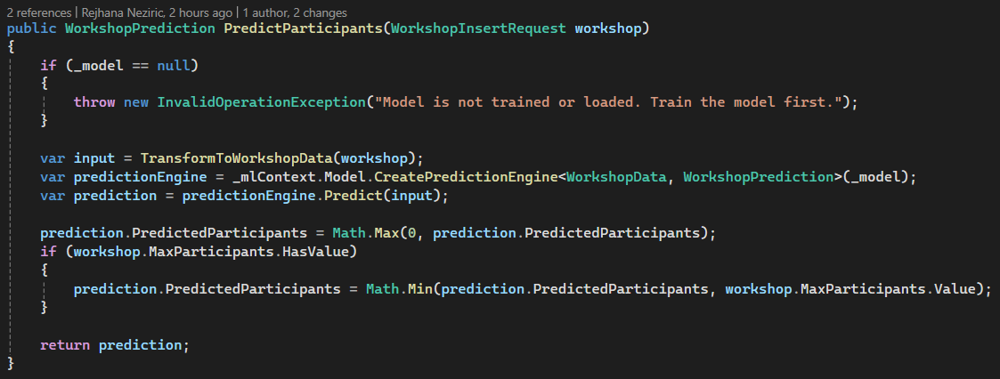 2 references | Rejhana Neziric, 2 hours ago | 1 author, 2 changes
public WorkshopPrediction PredictParticipants(WorkshopInsertRequest workshop)
{
    if (_model == null)
    {
        throw new InvalidOperationException("Model is not trained or loaded. Train the model first.");
    }

    var input = TransformToWorkshopData(workshop);
    var predictionEngine = _mlContext.Model.CreatePredictionEngine<WorkshopData, WorkshopPrediction>(_model);
    var prediction = predictionEngine.Predict(input);

    prediction.PredictedParticipants = Math.Max(0, prediction.PredictedParticipants);
    if (workshop.MaxParticipants.HasValue)
    {
        prediction.PredictedParticipants = Math.Min(prediction.PredictedParticipants, workshop.MaxParticipants.Value);
    }

    return prediction;
}